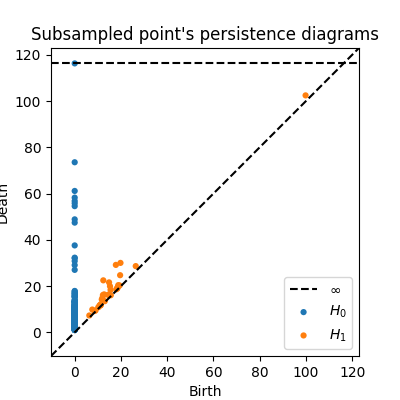 Subsampled point's persistence diagrams
120
100
80
60
40
20
0
Death
∞
H₀
H₁
0 20 40 60 80 100 120
Birth